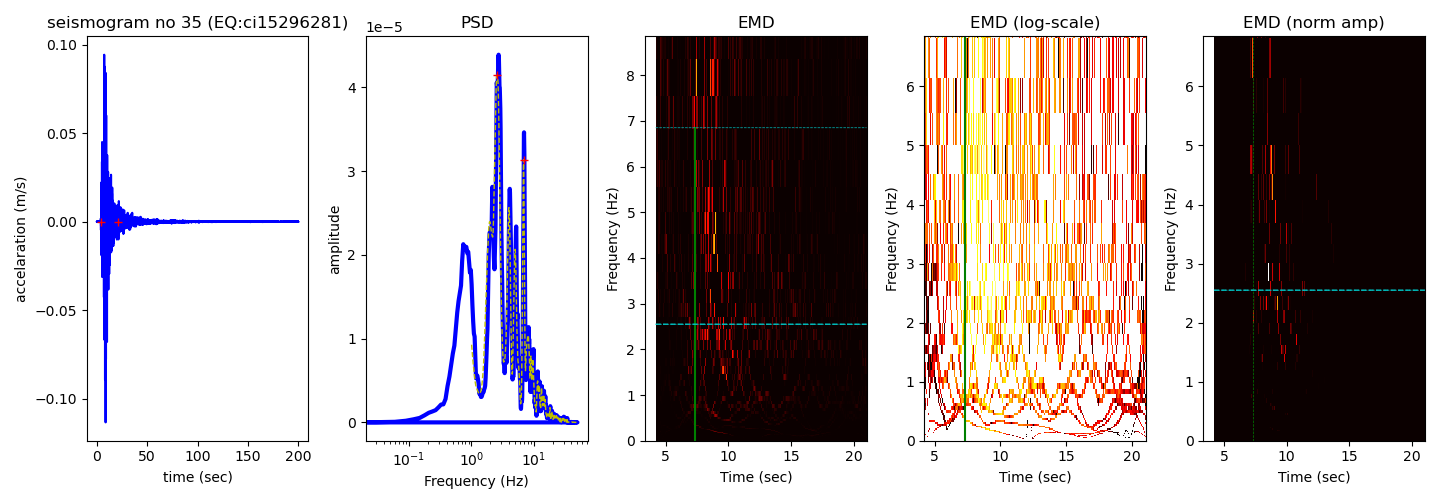 seismogram no 35 (EQ:ci15296281)
accelaration (m/s)
0.10
0.05
0.00
−0.05
−0.10
0 50 100 150 200
time (sec)
PSD
1e−5
amplitude
4
3
2
1
0
10⁻¹ 10⁰ 10¹
Frequency (Hz)
EMD
Frequency (Hz)
8
7
6
5
4
3
2
1
0
5 10 15 20
Time (sec)
EMD (log-scale)
Frequency (Hz)
6
5
4
3
2
1
0
5 10 15 20
Time (sec)
EMD (norm amp)
Frequency (Hz)
6
5
4
3
2
1
0
5 10 15 20
Time (sec)